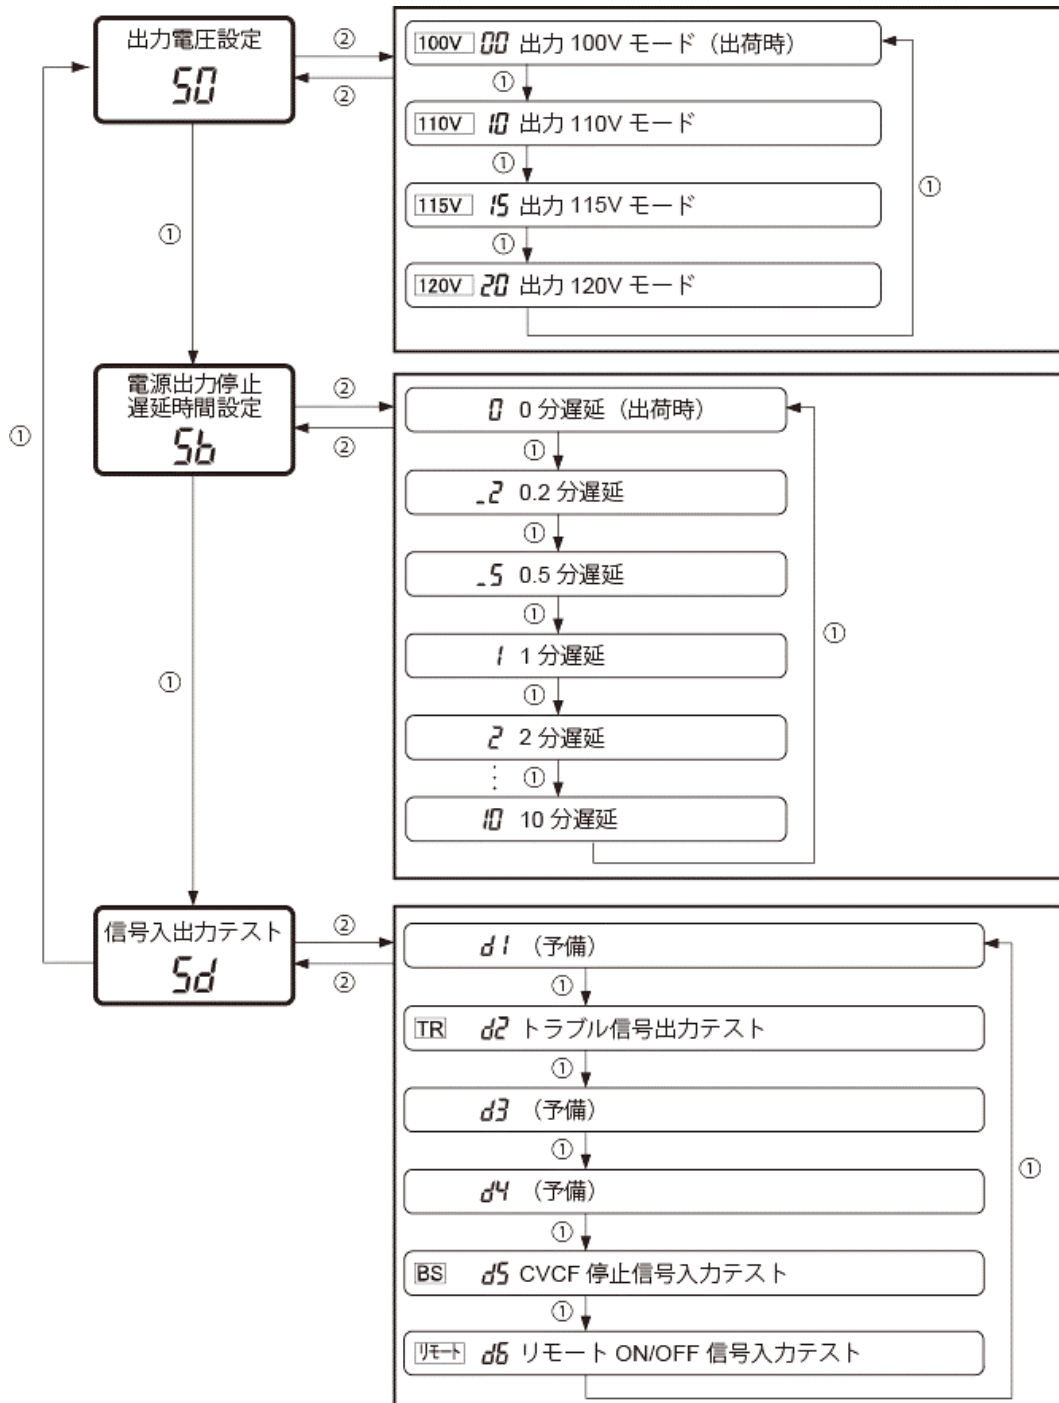 出力電圧設定
S0
②
②
100V 00 出力 100V モード（出荷時）
①
110V 10 出力 110V モード
①
115V 15 出力 115V モード
①
120V 20 出力 120V モード
①
①
電源出力停止
遅延時間設定
Sb
②
②
0 0 分遅延（出荷時）
①
_2 0.2 分遅延
①
_5 0.5 分遅延
①
1 1 分遅延
①
2 2 分遅延
⋮ ①
10 10 分遅延
①
①
①
信号入出力テスト
Sd
②
②
d1 （予備）
①
TR d2 トラブル信号出力テスト
①
d3 （予備）
①
d4 （予備）
①
BS d5 CVCF 停止信号入力テスト
①
リモート d6 リモート ON/OFF 信号入力テスト
①